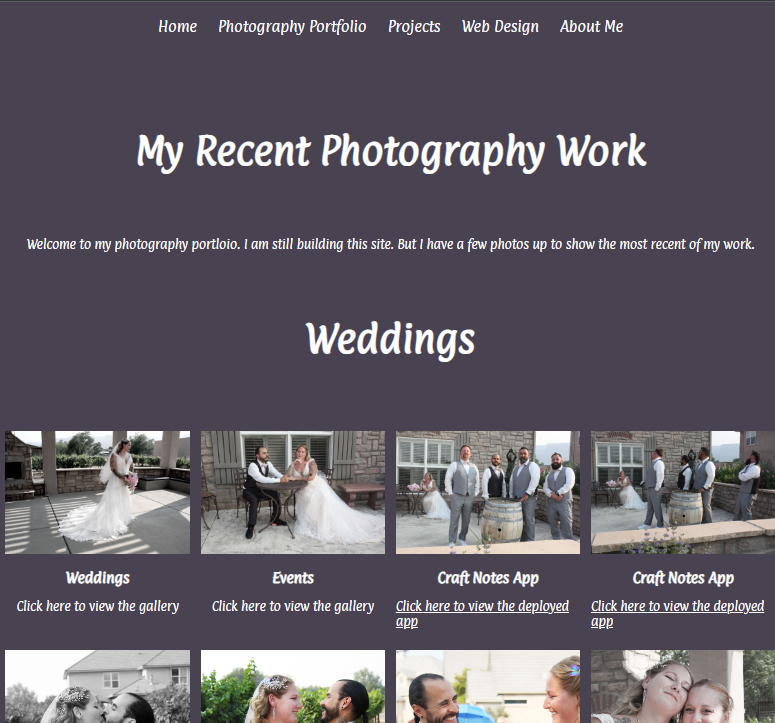 Home Photography Portfolio Projects Web Design About Me
My Recent Photography Work
Welcome to my photography portloio. I am still building this site. But I have a few photos up to show the most recent of my work.
Weddings
Weddings Events Craft Notes App Craft Notes App
Click here to view the gallery Click here to view the gallery Click here to view the deployed app Click here to view the deployed app